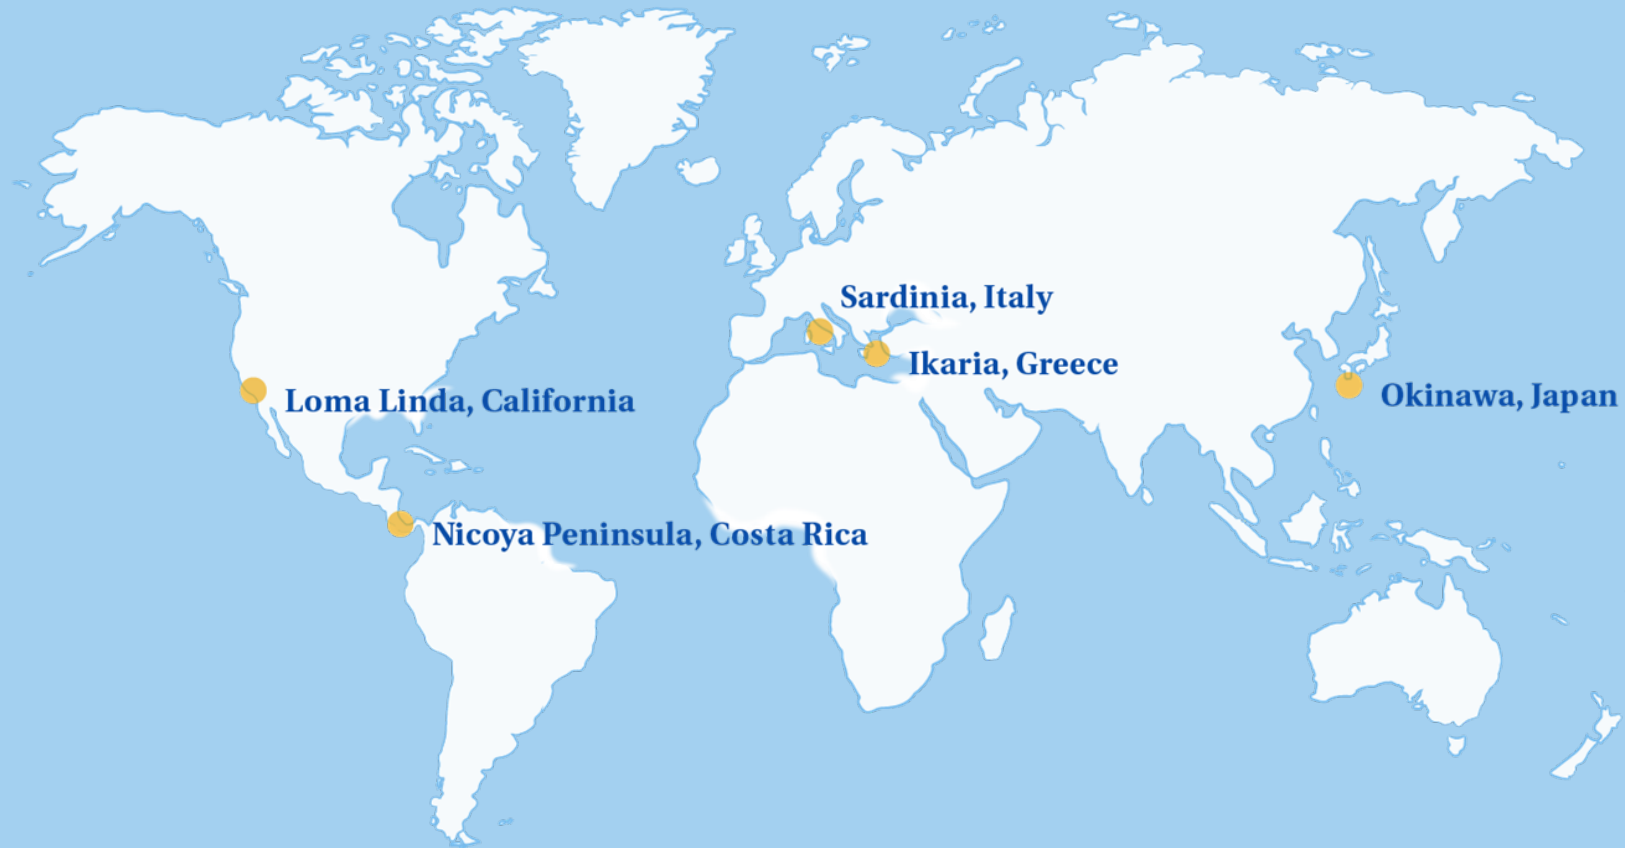 Sardinia, Italy
Ikaria, Greece
Okinawa, Japan
Loma Linda, California
Nicoya Peninsula, Costa Rica